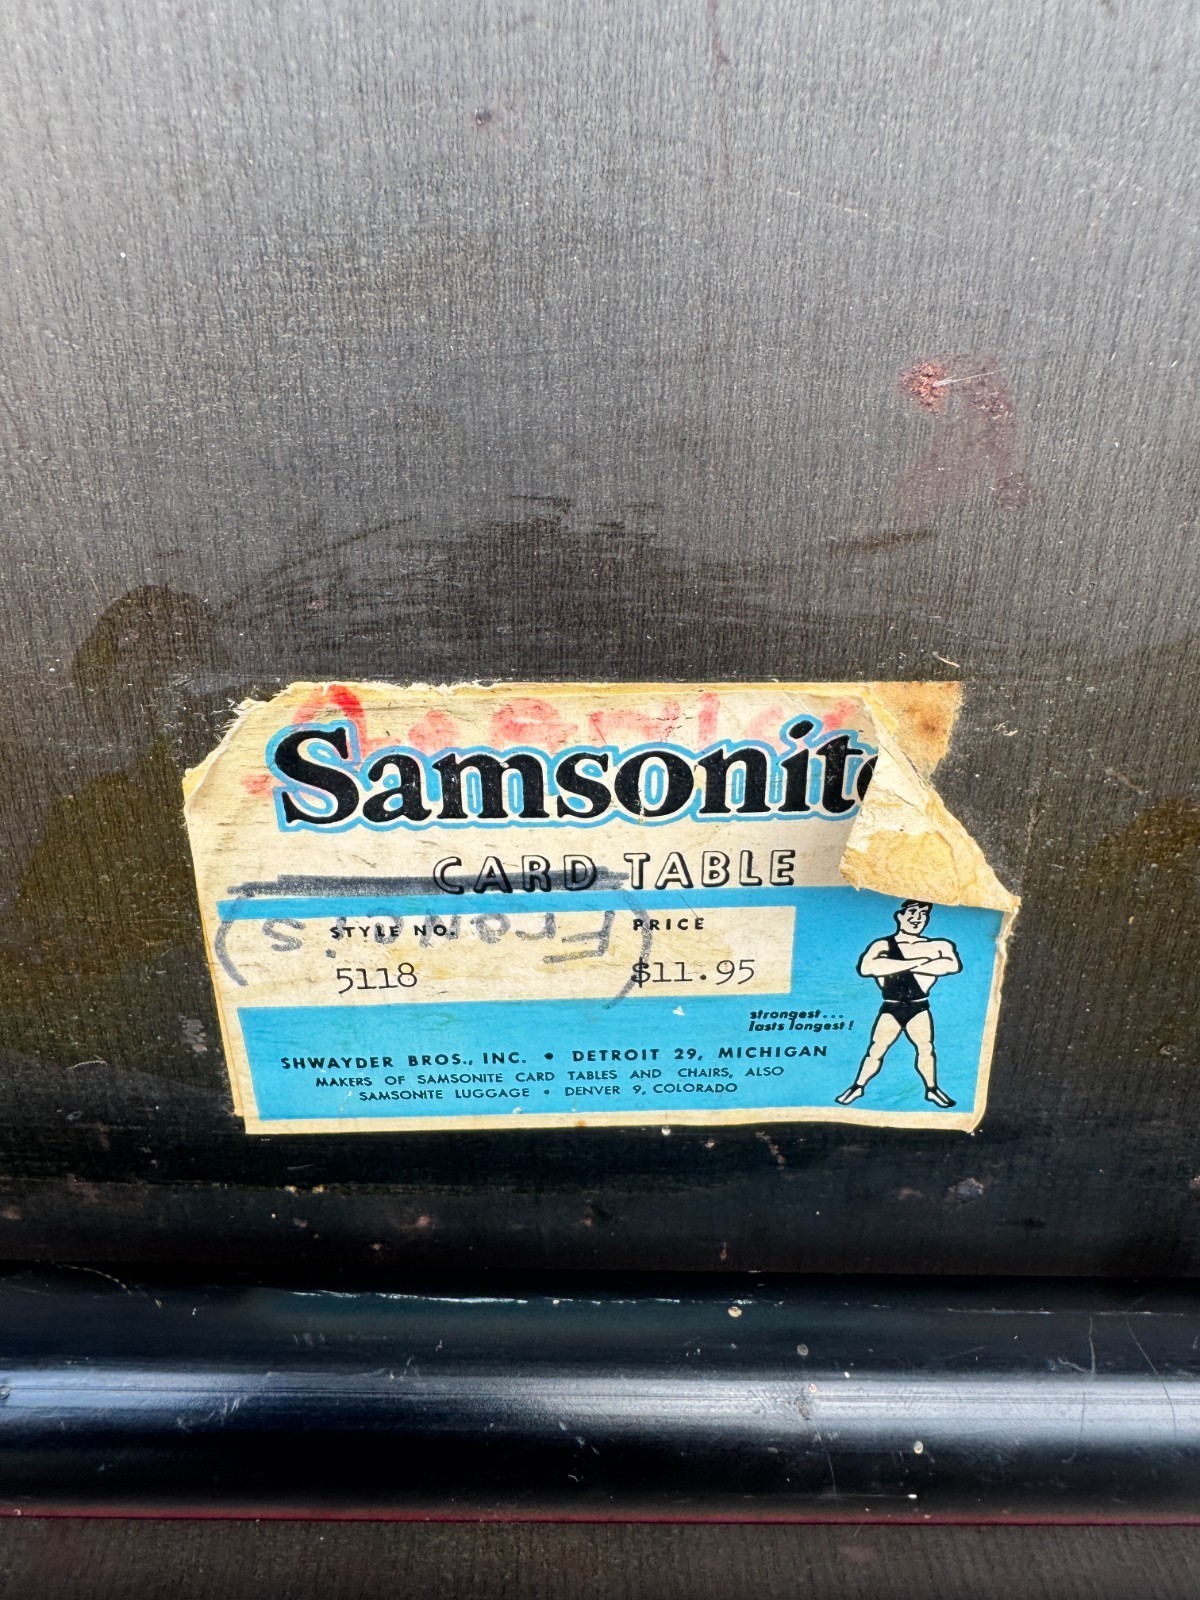 Samsonite
CARD TABLE
STYLE NO. PRICE
(Francis)
5118 $11.95
strongest...
lasts longest!
SHWAYDER BROS., INC. • DETROIT 29, MICHIGAN
MAKERS OF SAMSONITE CARD TABLES AND CHAIRS, ALSO
SAMSONITE LUGGAGE • DENVER 9, COLORADO